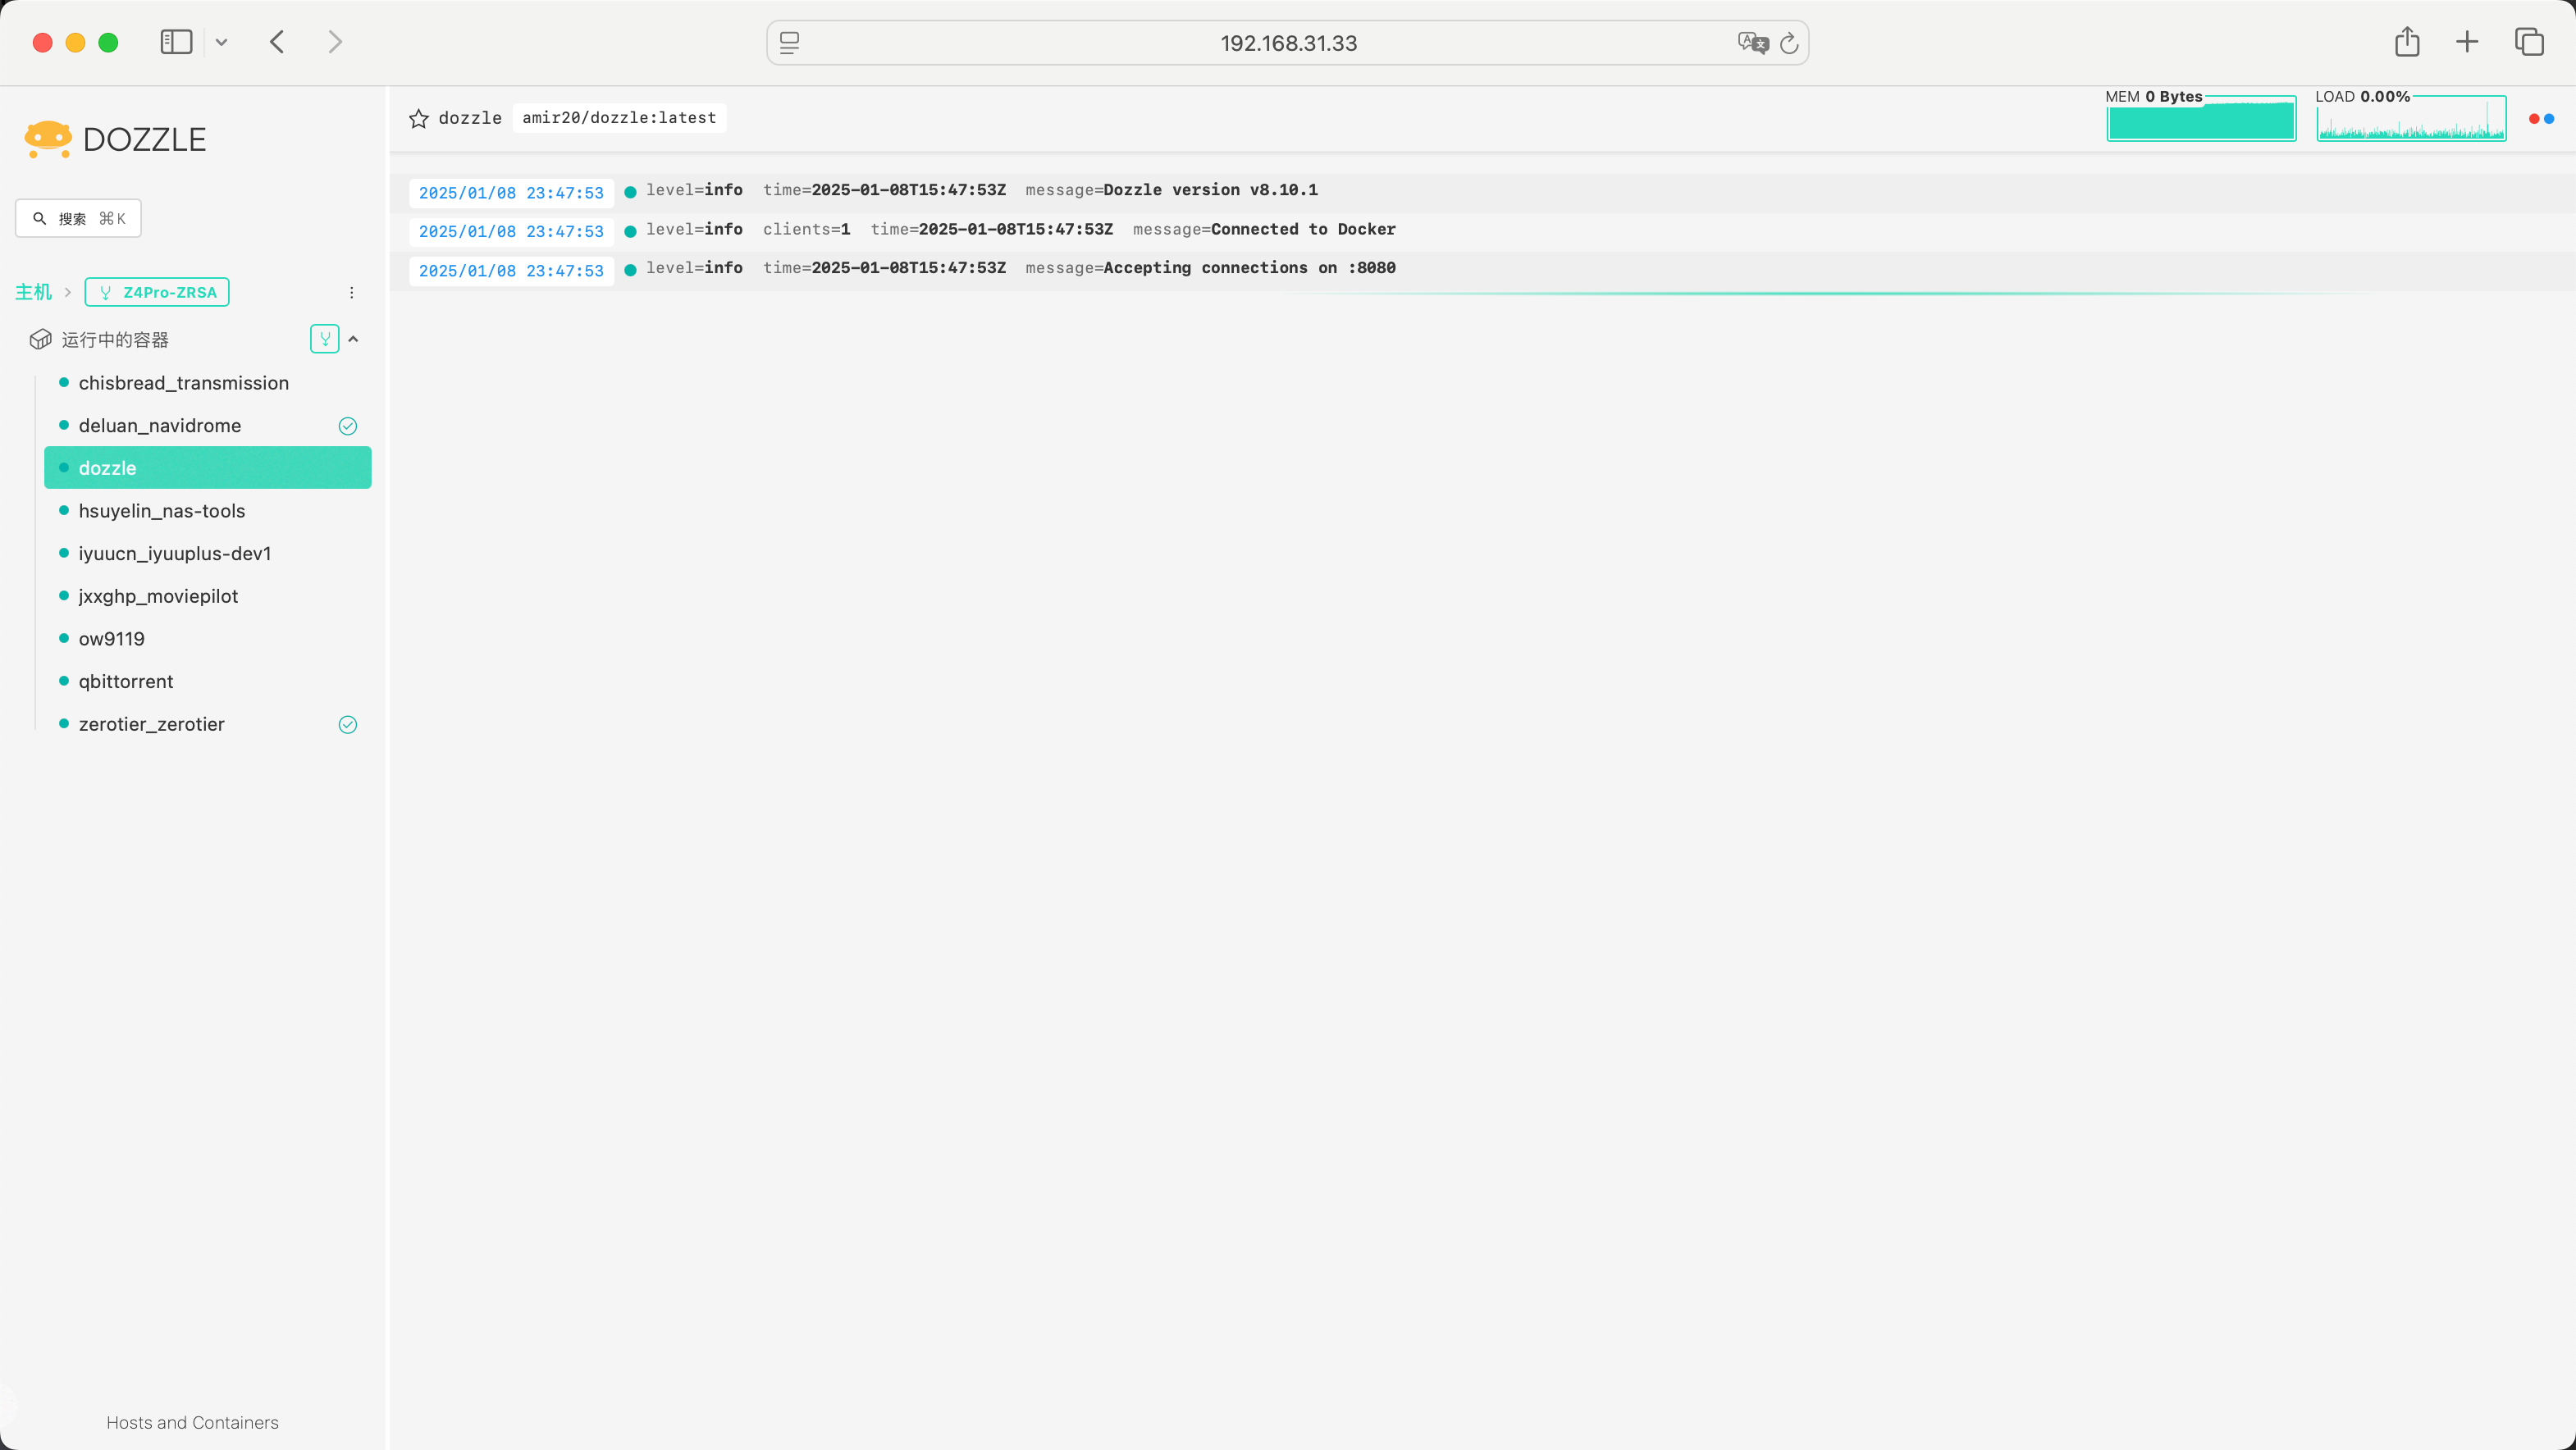 192.168.31.33
DOZZLE
搜索 ⌘K
主机 Z4Pro-ZRSA
运行中的容器
chisbread_transmission
deluan_navidrome
dozzle
hsuyelin_nas-tools
iyuucn_iyuuplus-dev1
jxxghp_moviepilot
ow9119
qbittorrent
zerotier_zerotier
Hosts and Containers
dozzle amir20/dozzle:latest
MEM 0 Bytes
LOAD 0.00%
2025/01/08 23:47:53 level=info time=2025-01-08T15:47:53Z message=Dozzle version v8.10.1
2025/01/08 23:47:53 level=info clients=1 time=2025-01-08T15:47:53Z message=Connected to Docker
2025/01/08 23:47:53 level=info time=2025-01-08T15:47:53Z message=Accepting connections on :8080